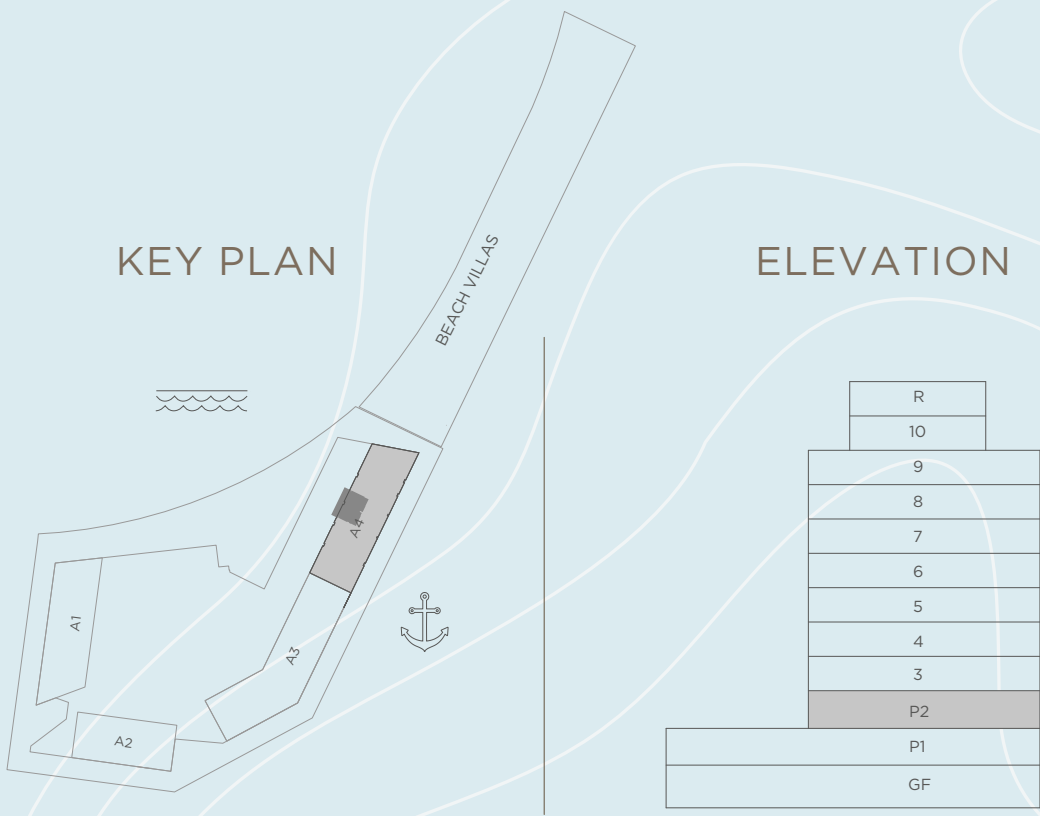 KEY PLAN
BEACH VILLAS
A4
A3
A1
A2
ELEVATION
R
10
9
8
7
6
5
4
3
P2
P1
GF